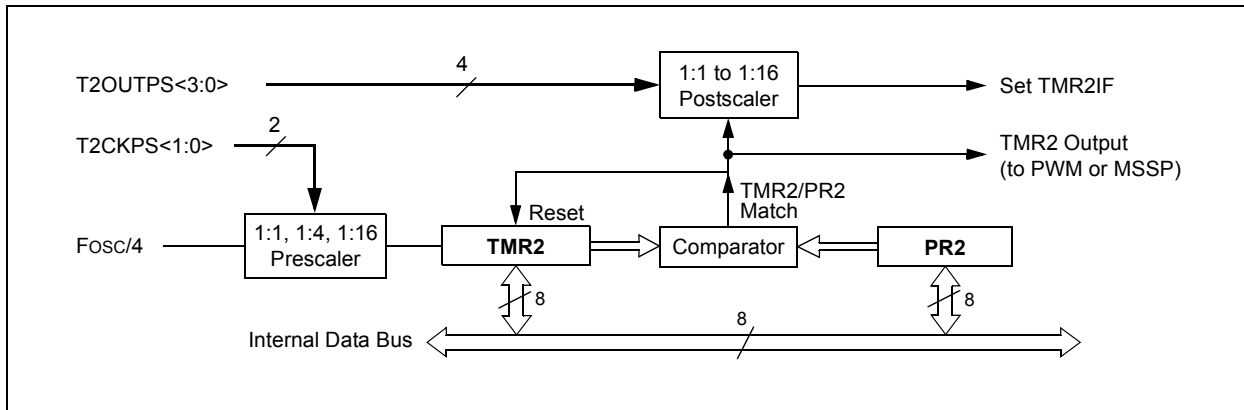 T2OUTPS<3:0>
4
1:1 to 1:16
Postscaler
Set TMR2IF
T2CKPS<1:0>
2
TMR2 Output
(to PWM or MSSP)
TMR2/PR2
Match
Reset
FOSC/4
1:1, 1:4, 1:16
Prescaler
TMR2
Comparator
PR2
8
8
Internal Data Bus
8